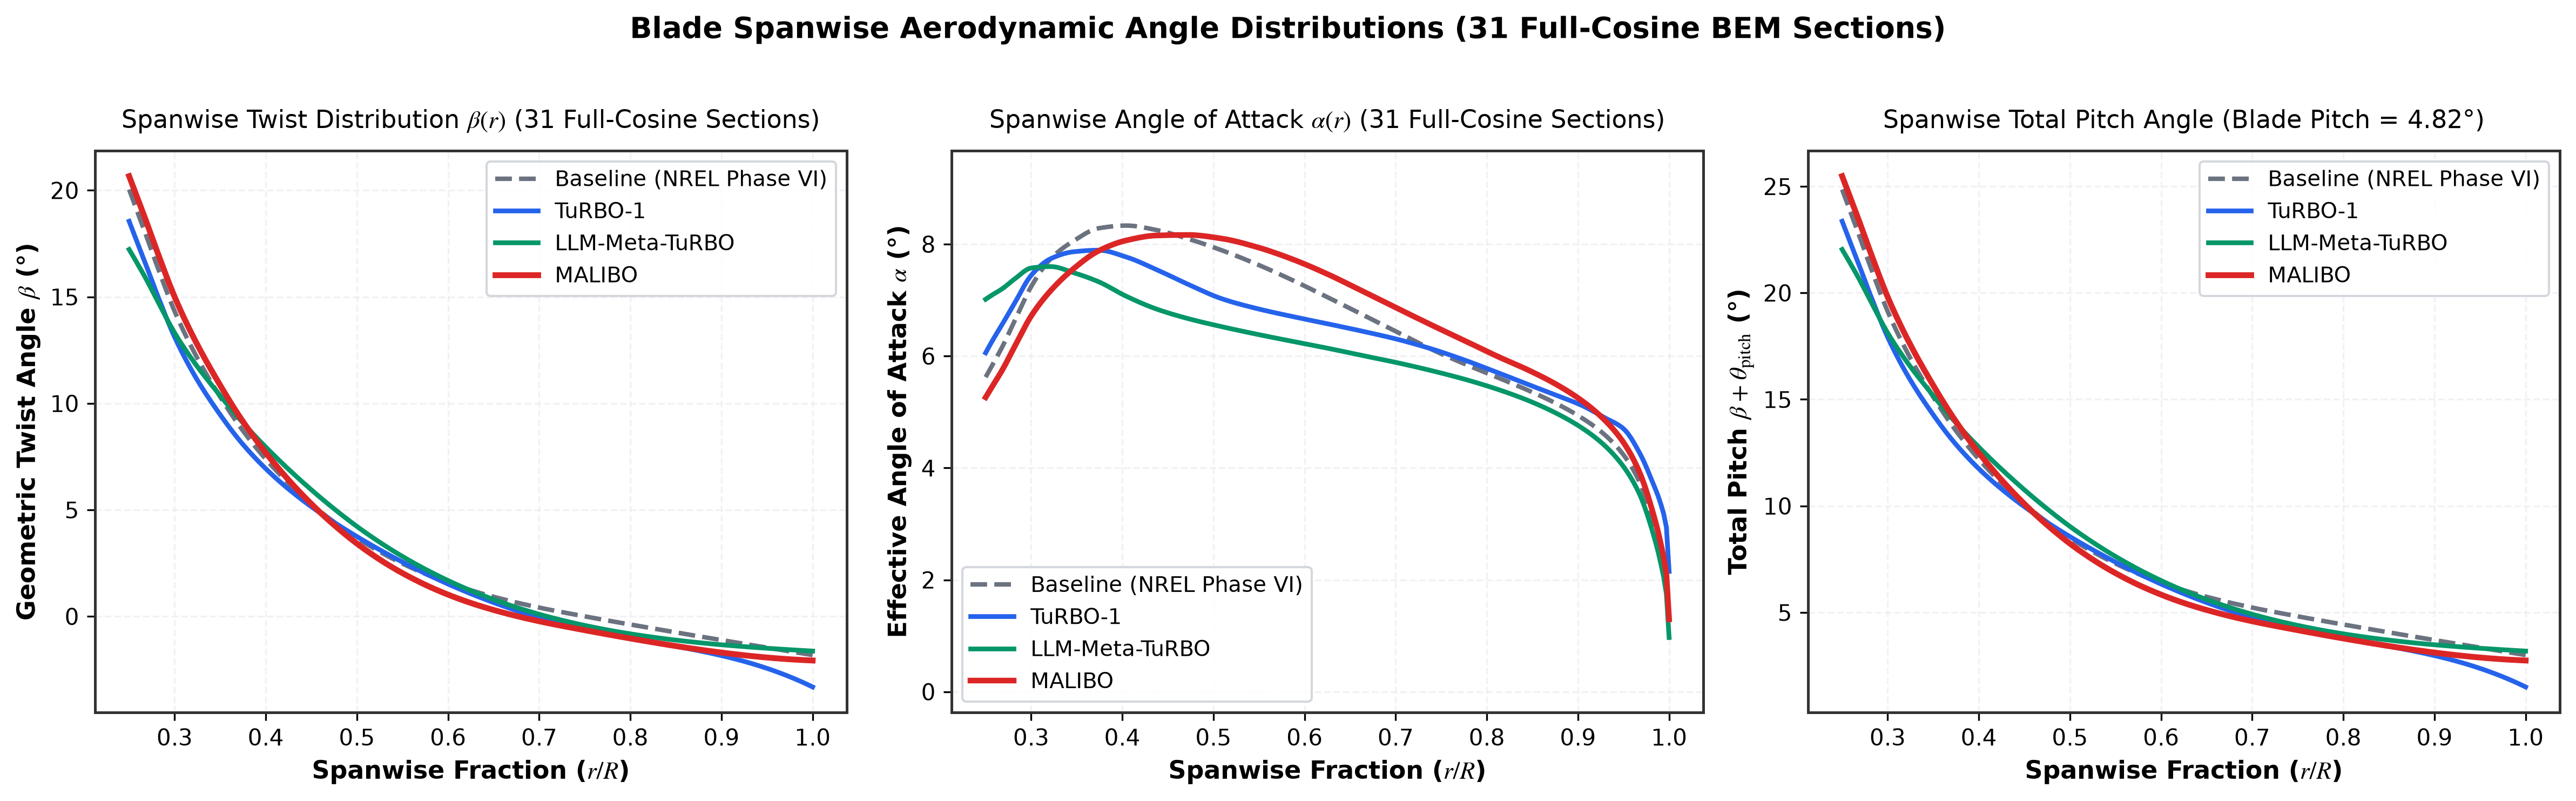 Blade Spanwise Aerodynamic Angle Distributions (31 Full-Cosine BEM Sections)
Spanwise Twist Distribution β(r) (31 Full-Cosine Sections)
Geometric Twist Angle β (°)
20
15
10
5
0
Baseline (NREL Phase VI)
TuRBO-1
LLM-Meta-TuRBO
MALIBO
0.3 0.4 0.5 0.6 0.7 0.8 0.9 1.0
Spanwise Fraction (r/R)
Spanwise Angle of Attack α(r) (31 Full-Cosine Sections)
Effective Angle of Attack α (°)
8
6
4
2
0
Baseline (NREL Phase VI)
TuRBO-1
LLM-Meta-TuRBO
MALIBO
0.3 0.4 0.5 0.6 0.7 0.8 0.9 1.0
Spanwise Fraction (r/R)
Spanwise Total Pitch Angle (Blade Pitch = 4.82°)
Total Pitch β + θpitch (°)
25
20
15
10
5
Baseline (NREL Phase VI)
TuRBO-1
LLM-Meta-TuRBO
MALIBO
0.3 0.4 0.5 0.6 0.7 0.8 0.9 1.0
Spanwise Fraction (r/R)